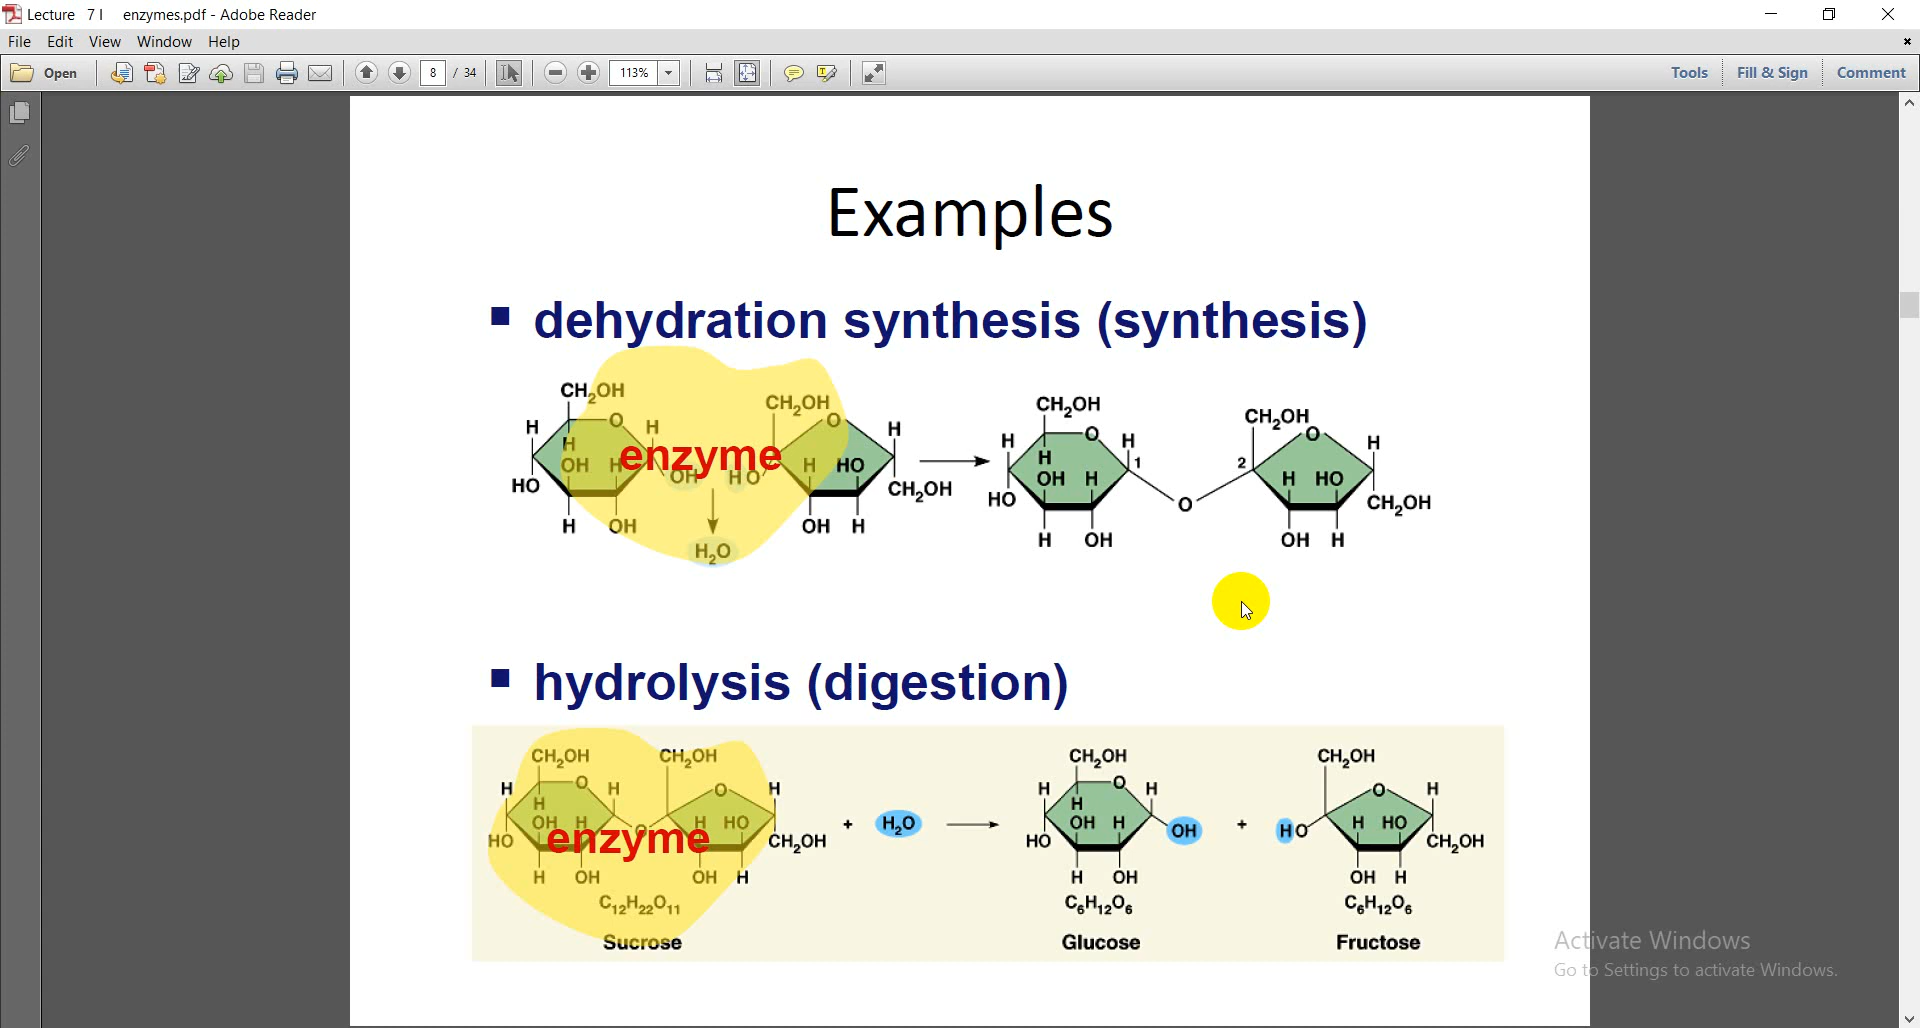 Lecture 7 I enzymes.pdf - Adobe Reader
File Edit View Window Help
Open 8 / 34 113% Tools Fill & Sign Comment
Examples
dehydration synthesis (synthesis)
CH₂OH CH₂OH CH₂OH CH₂OH
H O H O H H O H O H
H H 1 2
OH H enzyme H HO OH H H HO
HO OH HO CH₂OH HO O CH₂OH
H OH OH H H OH OH H
H₂O
hydrolysis (digestion)
CH₂OH CH₂OH CH₂OH CH₂OH
H O H O H H O H O H
H H
OH H O H HO + H₂O OH H OH + HO H HO
HO enzyme CH₂OH HO CH₂OH
H OH OH H H OH OH H
C₁₂H₂₂O₁₁ C₆H₁₂O₆ C₆H₁₂O₆
Sucrose Glucose Fructose
Activate Windows
Go to Settings to activate Windows.